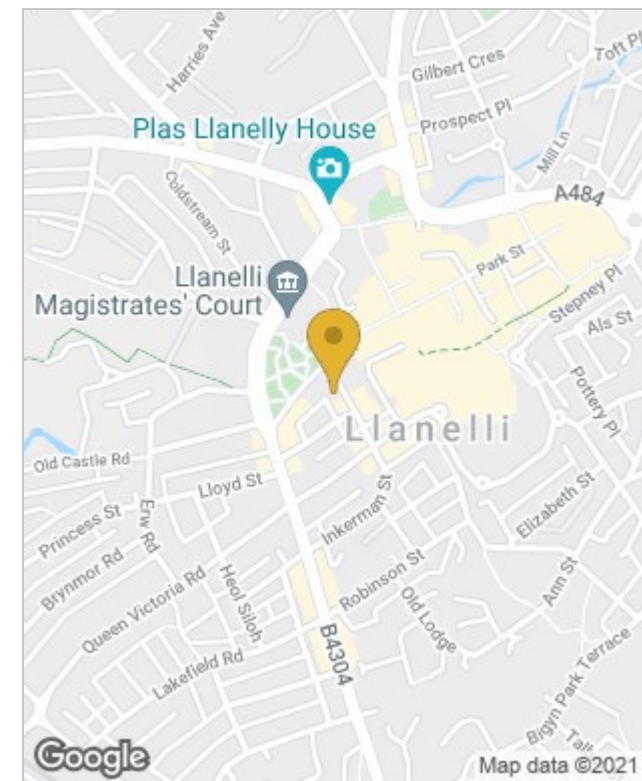 Harries Ave
Gilbert Cres
Toft Pl
Prospect Pl
Plas Llanelly House
Mill Ln
A484
Coldstream St
Park St
Llanelli
Magistrates' Court
Stepney Pl
Als St
Pottery Pl
Llanelli
Old Castle Rd
Lloyd St
Princess St
Erw Rd
Inkerman St
Elizabeth St
Brynmor Rd
Robinson St
Ann St
Queen Victoria Rd
Heol Siloh
Old Lodge
Lakefield Rd
B4304
Bigyn Park Terrace
Google
Map data ©2021